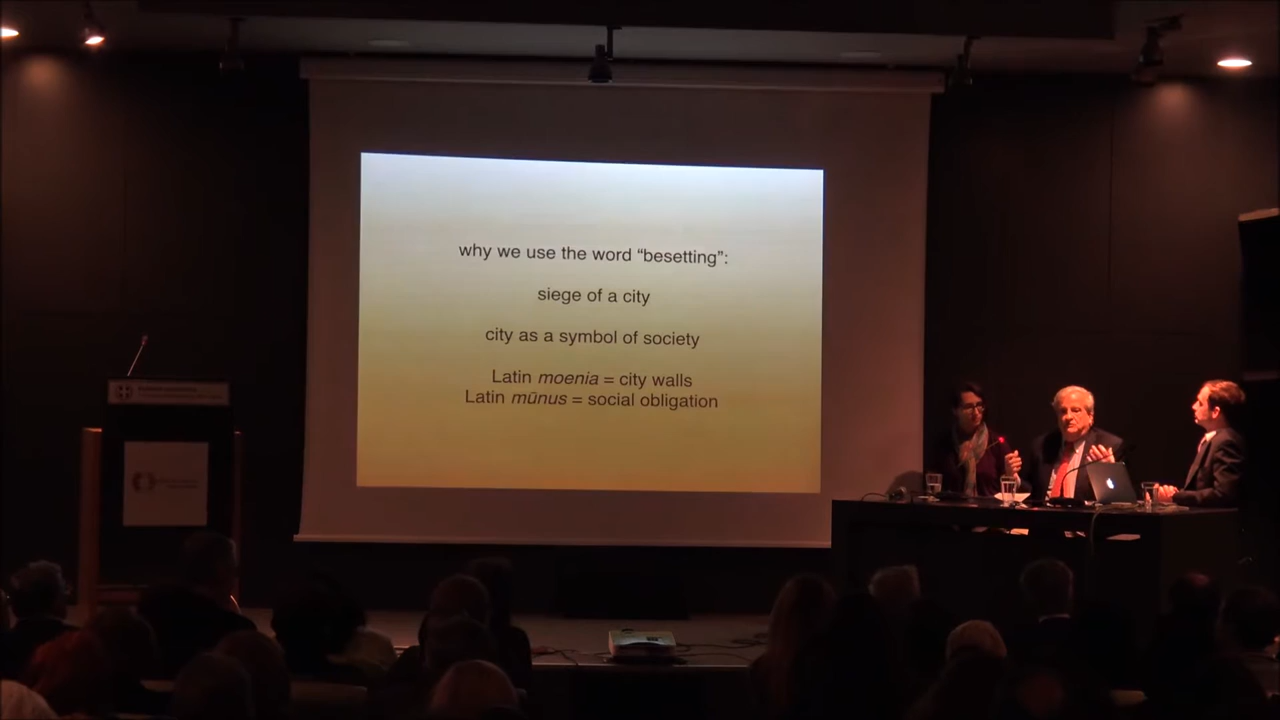 why we use the word “besetting”:
siege of a city
city as a symbol of society
Latin moenia = city walls
Latin mūnus = social obligation